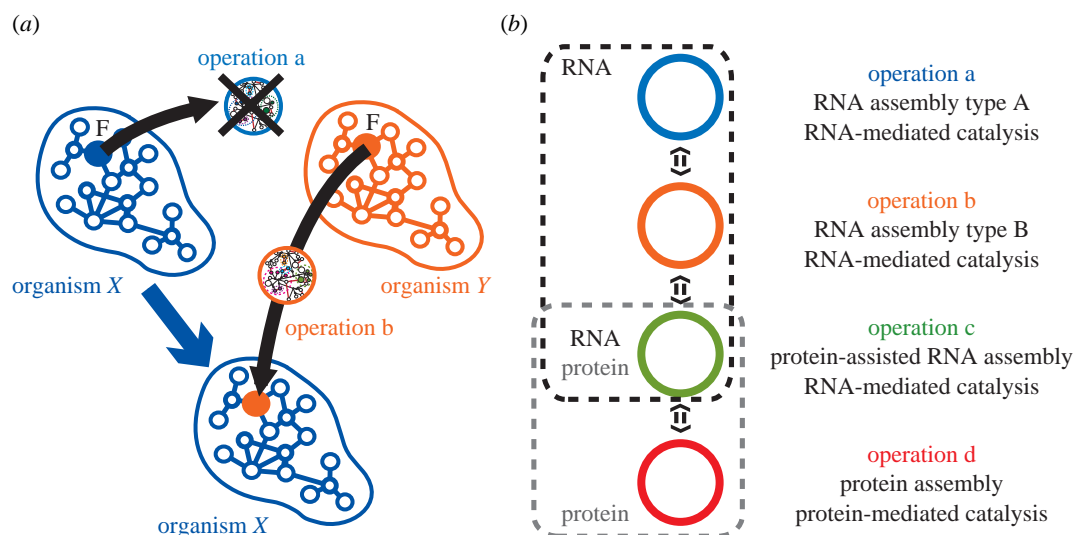 (a)
operation a
F
F
organism X
organism Y
operation b
organism X
(b)
RNA
operation a
RNA assembly type A
RNA-mediated catalysis
operation b
RNA assembly type B
RNA-mediated catalysis
RNA
protein
operation c
protein-assisted RNA assembly
RNA-mediated catalysis
protein
operation d
protein assembly
protein-mediated catalysis